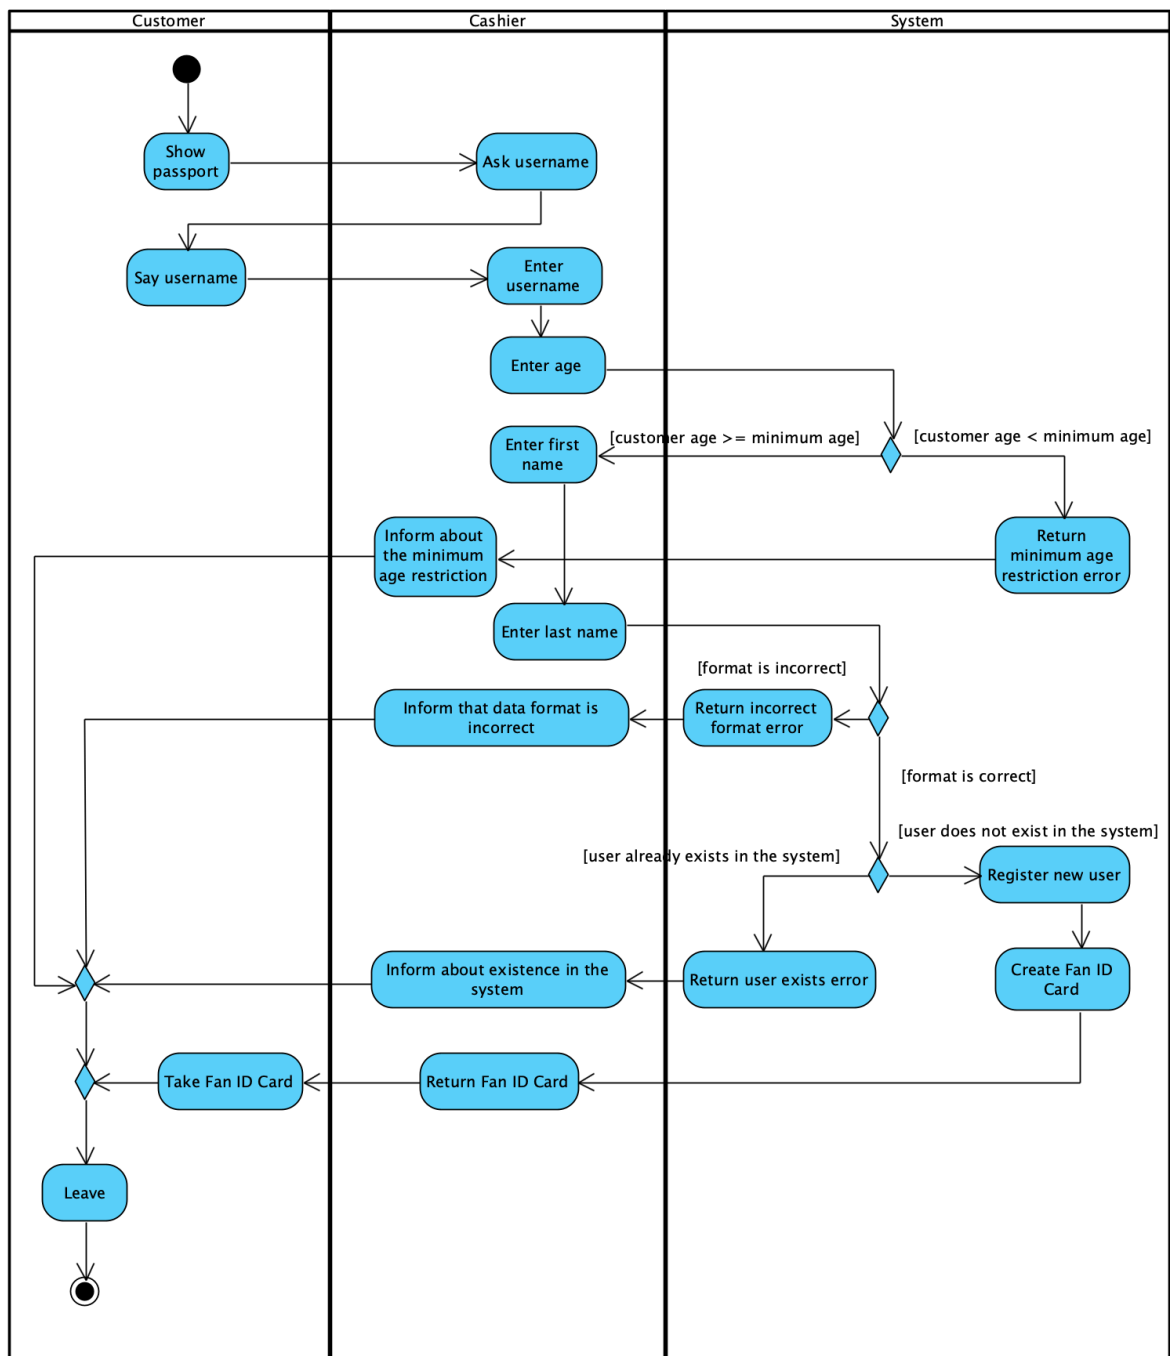 Customer
Cashier
System
Show
passport
Ask username
Say username
Enter
username
Enter age
[customer age >= minimum age]
[customer age < minimum age]
Enter first
name
Inform about
the minimum
age restriction
Return
minimum age
restriction error
Enter last name
[format is incorrect]
Inform that data format is
incorrect
Return incorrect
format error
[format is correct]
[user does not exist in the system]
[user already exists in the system]
Register new user
Inform about existence in the
system
Return user exists error
Create Fan ID
Card
Take Fan ID Card
Return Fan ID Card
Leave